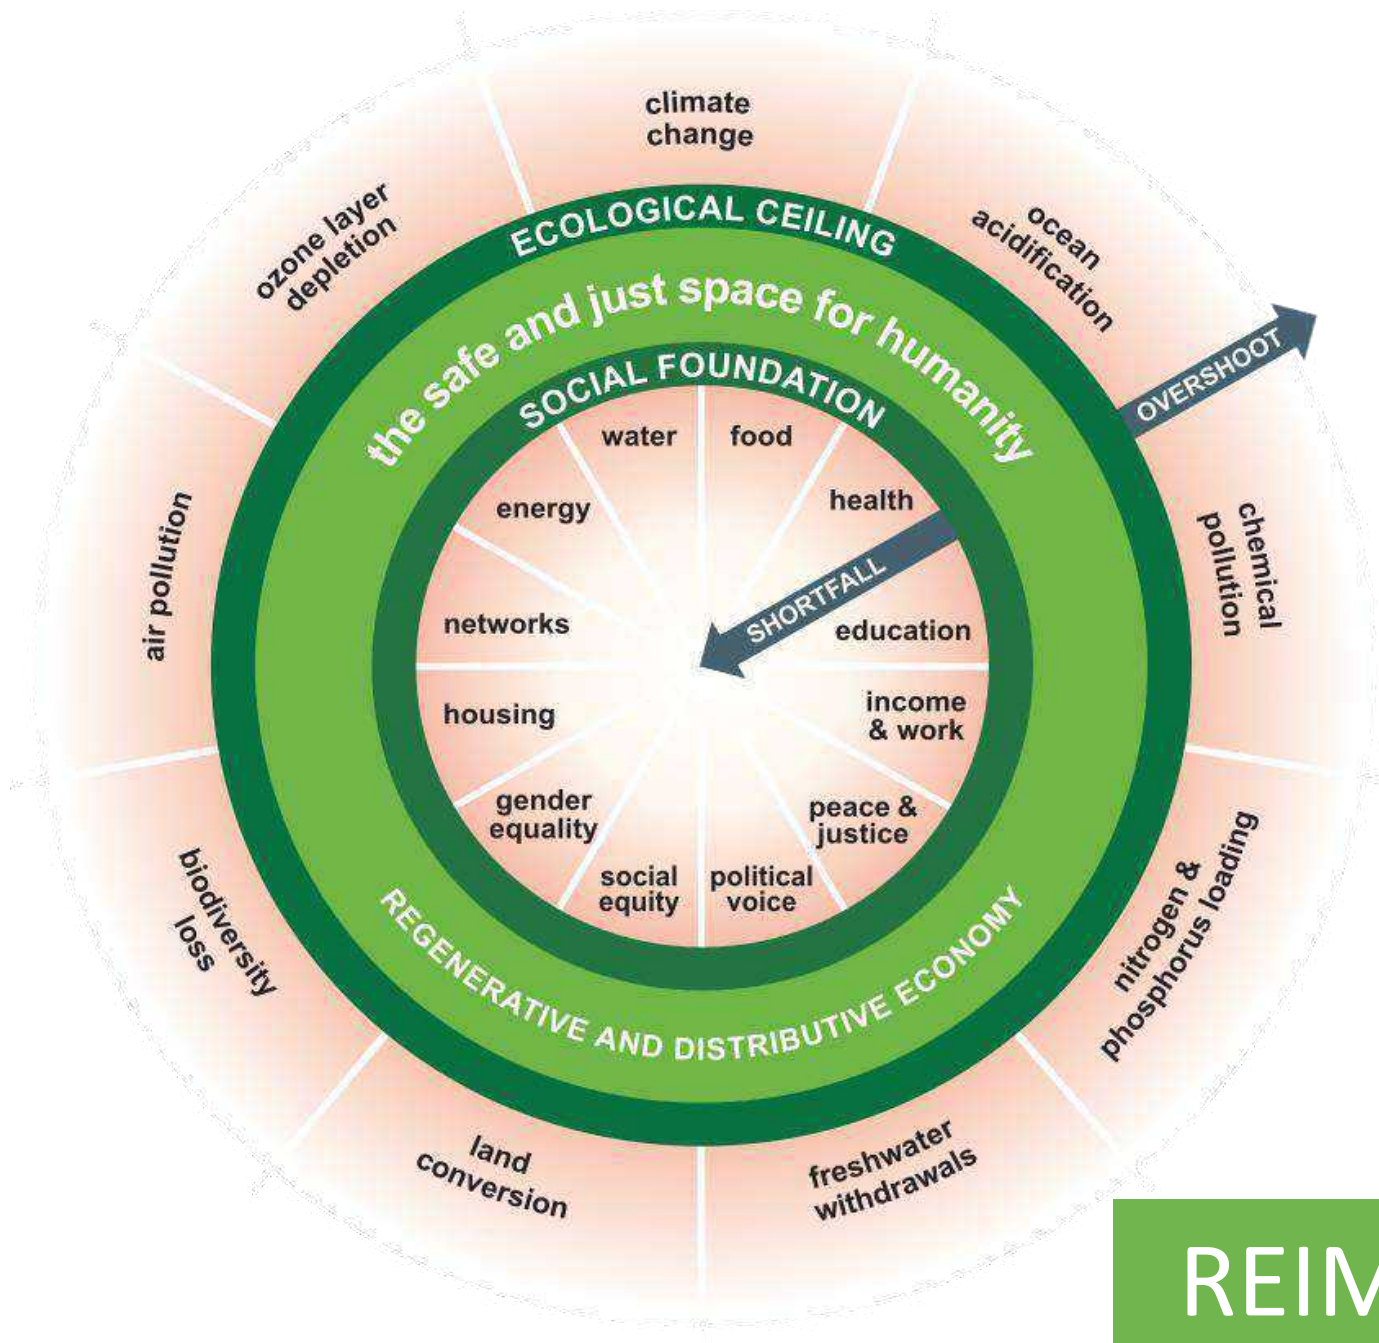 climate
change
ozone layer
depletion
ocean
acidification
ECOLOGICAL CEILING
the safe and just space for humanity
SOCIAL FOUNDATION
OVERSHOOT
water
food
energy
health
SHORTFALL
air pollution
chemical
pollution
networks
education
housing
income
& work
gender
equality
peace &
justice
social
equity
political
voice
biodiversity
loss
nitrogen &
phosphorus loading
REGENERATIVE AND DISTRIBUTIVE ECONOMY
land
conversion
freshwater
withdrawals
REIM